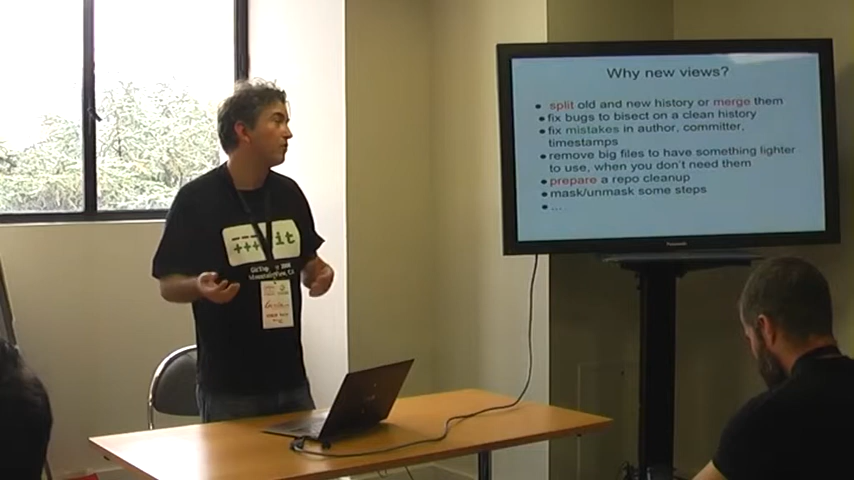 Why new views?
• split old and new history or merge them
• fix bugs to bisect on a clean history
• fix mistakes in author, committer,
timestamps
• remove big files to have something lighter
to use, when you don't need them
• prepare a repo cleanup
• mask/unmask some steps
• ...
Panasonic
---
+++ it